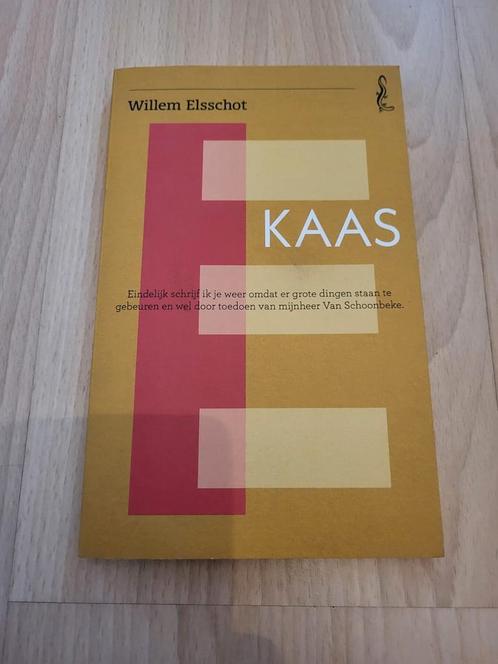 Willem Elsschot
KAAS
Eindelijk schrijf ik je weer omdat er grote dingen staan te
gebeuren en wel door toedoen van mijnheer Van Schoonbeke.